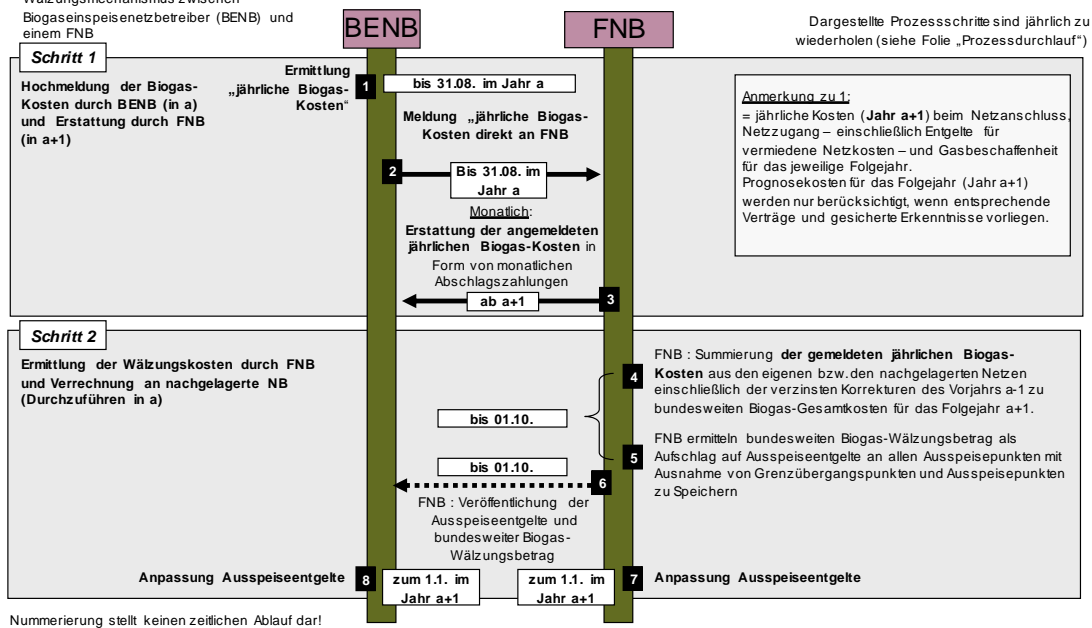 Wälzungsmechanismus zwischen
Biogaseinspeisenetzbetreiber (BENB) und
einem FNB
BENB
FNB
Dargestellte Prozessschritte sind jährlich zu
wiederholen (siehe Folie „Prozessdurchlauf“)
Schritt 1
Hochmeldung der Biogas-
Kosten durch BENB (in a)
und Erstattung durch FNB
(in a+1)
Ermittlung
„jährliche Biogas-
Kosten“
1
bis 31.08. im Jahr a
Meldung „jährliche Biogas-
Kosten direkt an FNB
2
Bis 31.08. im
Jahr a
Monatlich:
Erstattung der angemeldeten
jährlichen Biogas-Kosten in
Form von monatlichen
Abschlagszahlungen
ab a+1
3
Anmerkung zu 1:
= jährliche Kosten (Jahr a+1) beim Netzanschluss,
Netzzugang – einschließlich Entgelte für
vermiedene Netzkosten – und Gasbeschaffenheit
für das jeweilige Folgejahr.
Prognosekosten für das Folgejahr (Jahr a+1)
werden nur berücksichtigt, wenn entsprechende
Verträge und gesicherte Erkenntnisse vorliegen.
Schritt 2
Ermittlung der Wälzungskosten durch FNB
und Verrechnung an nachgelagerte NB
(Durchzuführen in a)
4
FNB : Summierung der gemeldeten jährlichen Biogas-
Kosten aus den eigenen bzw. den nachgelagerten Netzen
einschließlich der verzinsten Korrekturen des Vorjahrs a-1 zu
bundesweiten Biogas-Gesamtkosten für das Folgejahr a+1.
bis 01.10.
5
FNB ermitteln bundesweiten Biogas-Wälzungsbetrag als
Aufschlag auf Ausspeiseentgelte an allen Ausspeisepunkten mit
Ausnahme von Grenzübergangspunkten und Ausspeisepunkten
zu Speichern
bis 01.10.
6
FNB : Veröffentlichung der
Ausspeiseentgelte und
bundesweiter Biogas-
Wälzungsbetrag
Anpassung Ausspeiseentgelte
8
zum 1.1. im
Jahr a+1
zum 1.1. im
Jahr a+1
7
Anpassung Ausspeiseentgelte
Nummerierung stellt keinen zeitlichen Ablauf dar!